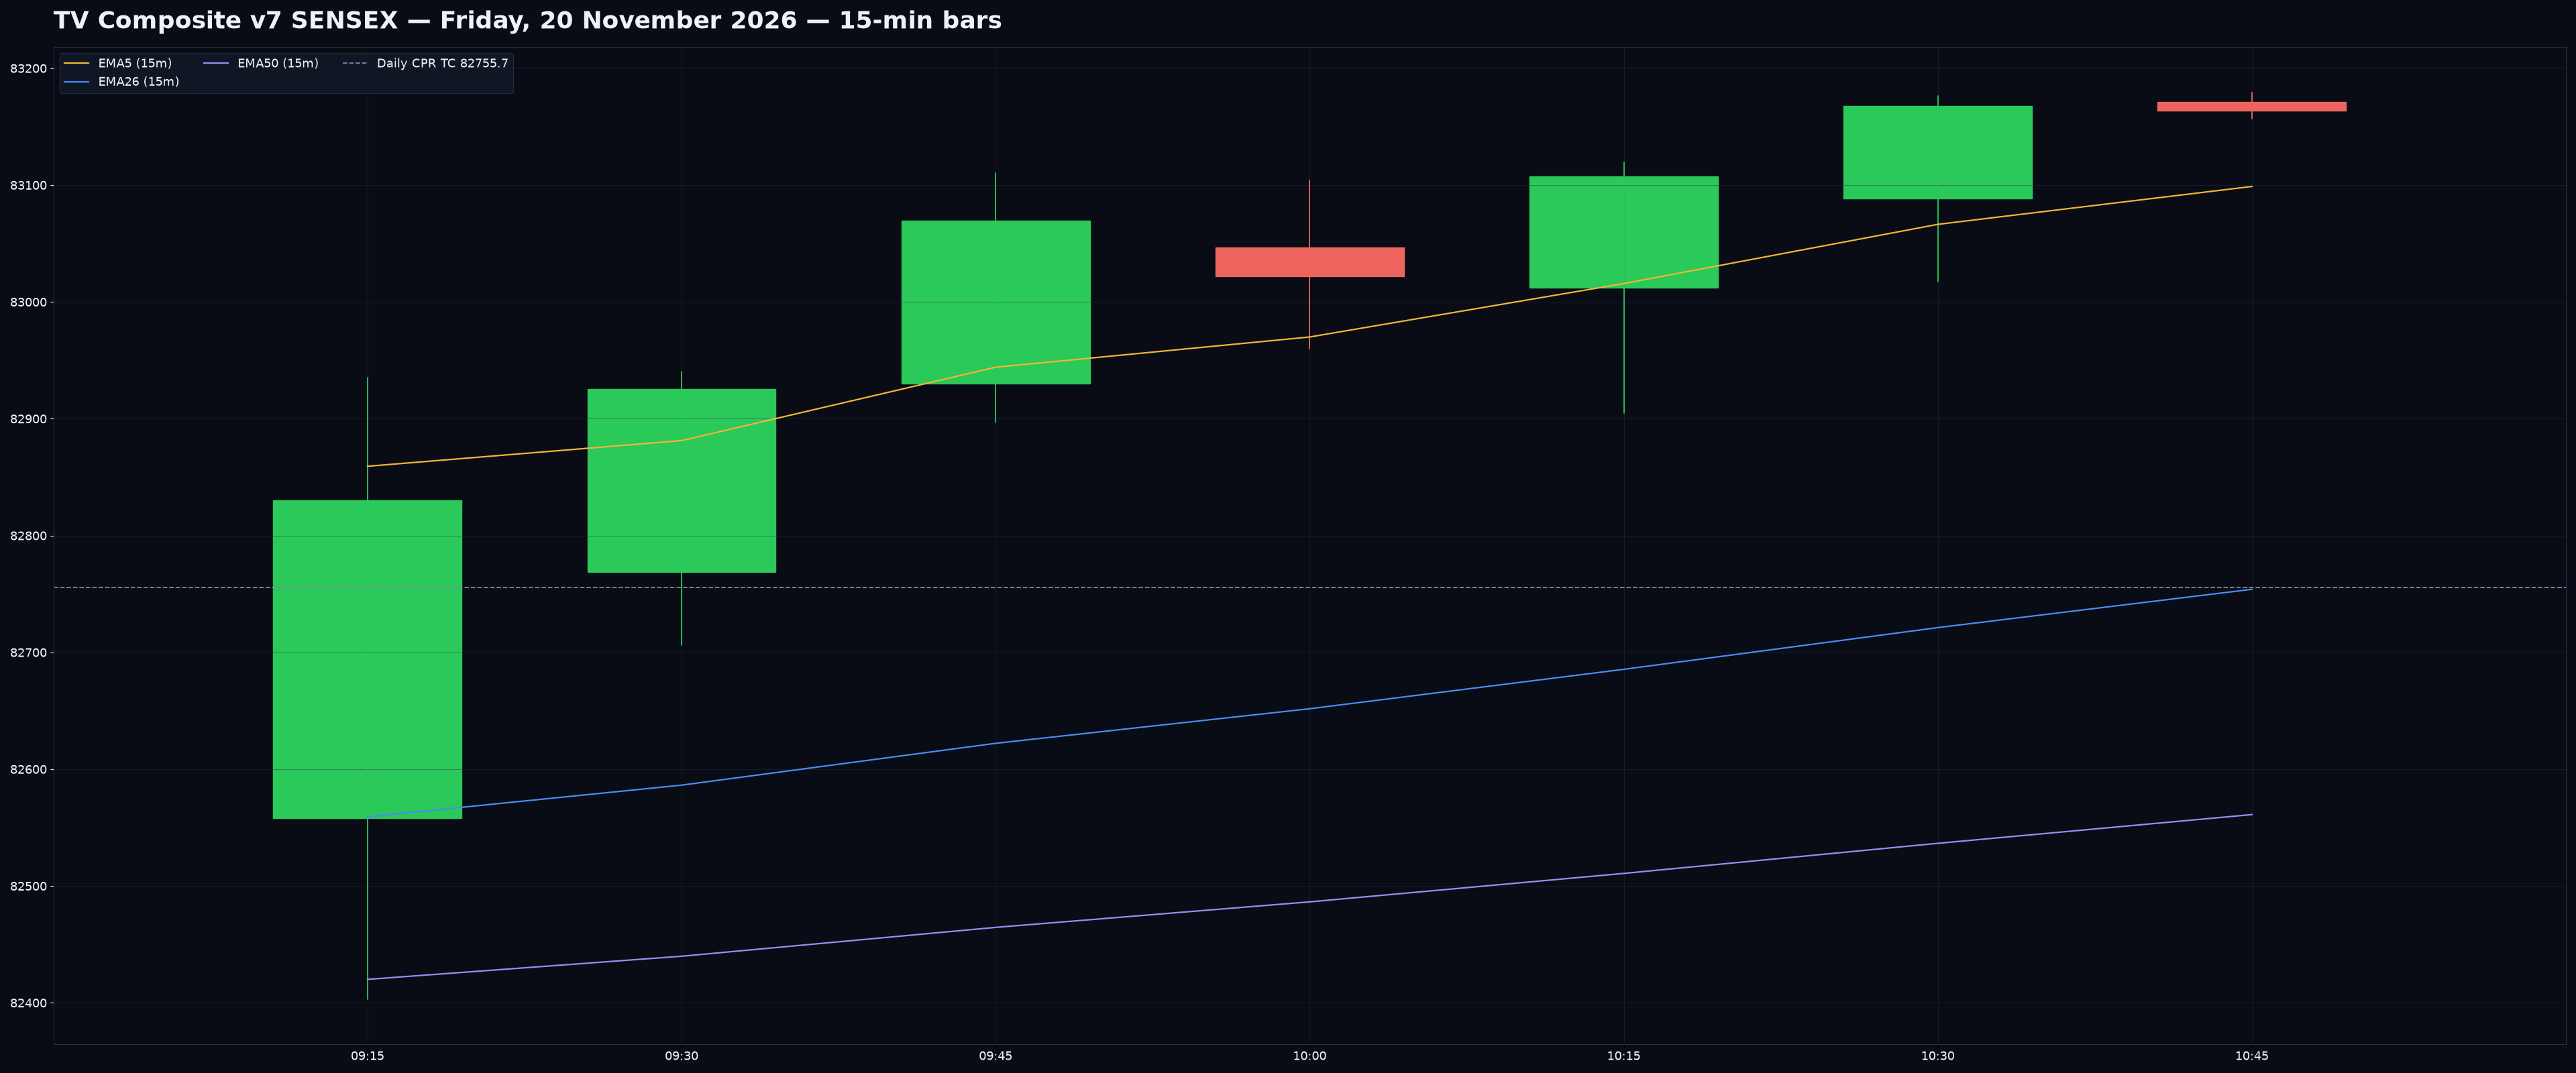 TV Composite v7 SENSEX — Friday, 20 November 2026 — 15-min bars
EMA5 (15m) EMA50 (15m) Daily CPR TC 82755.7
EMA26 (15m)
83200
83100
83000
82900
82800
82700
82600
82500
82400
09:15 09:30 09:45 10:00 10:15 10:30 10:45